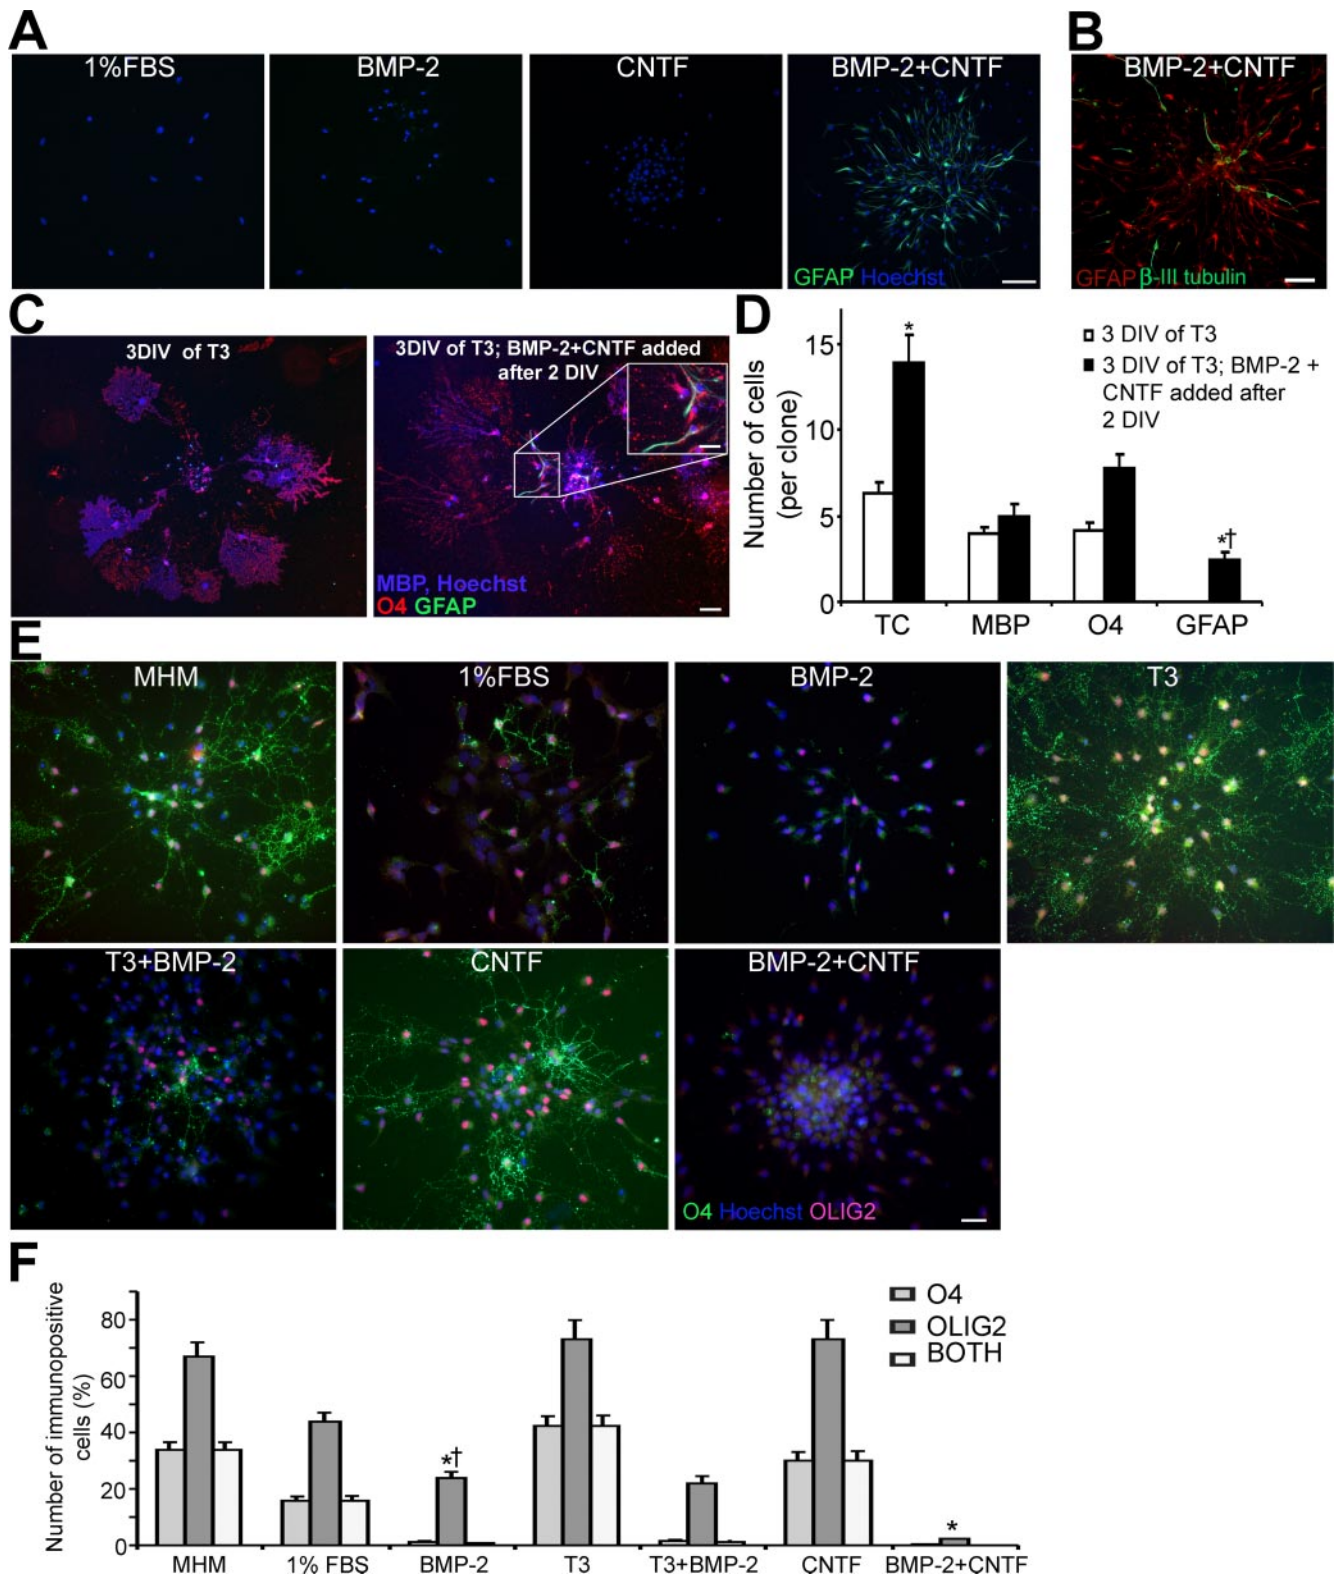 A
1%FBS
BMP-2
CNTF
BMP-2+CNTF
GFAP Hoechst
B
BMP-2+CNTF
GFAP β-III tubulin
C
3DIV of T3
3DIV of T3; BMP-2+CNTF added
after 2 DIV
MBP, Hoechst
O4 GFAP
D
Number of cells
(per clone)
15
10
5
0
*
*†
TC
MBP
O4
GFAP
3 DIV of T3
3 DIV of T3; BMP-2 +
CNTF added after
2 DIV
E
MHM
1%FBS
BMP-2
T3
T3+BMP-2
CNTF
BMP-2+CNTF
O4 Hoechst OLIG2
F
Number of immunopositive
cells (%)
80
60
40
20
0
*†
*
O4
OLIG2
BOTH
MHM
1% FBS
BMP-2
T3
T3+BMP-2
CNTF
BMP-2+CNTF